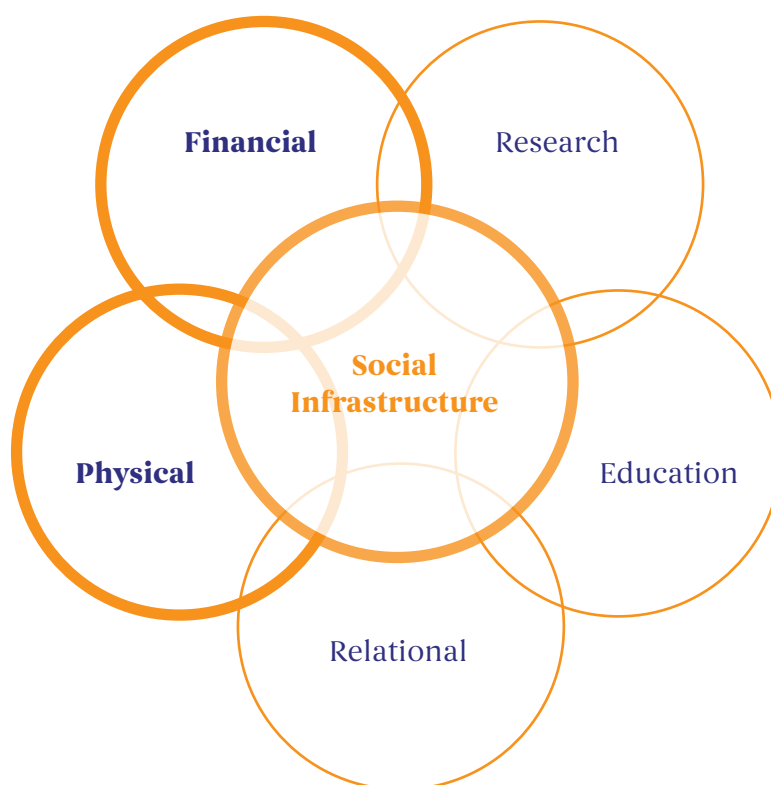 Financial
Research
Social
Infrastructure
Physical
Education
Relational